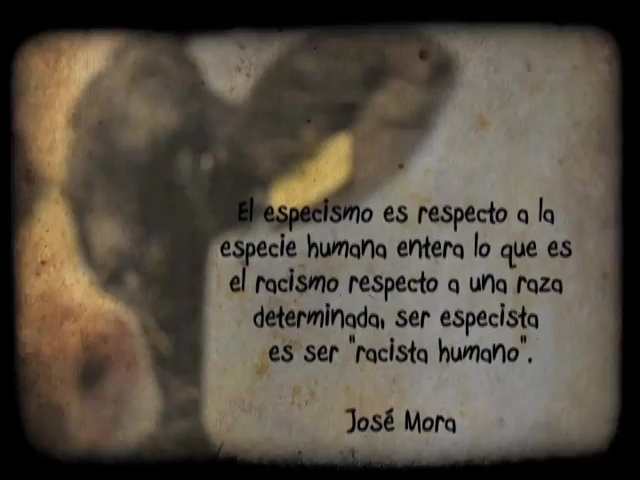 El especismo es respecto a la
especie humana entera lo que es
el racismo respecto a una raza
determinada, ser especista
es ser "racista humano".
José Mora